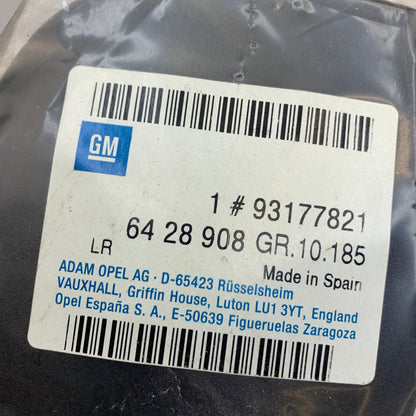 GM
1 # 93177821
64 28 908 GR.10.185
LR
Made in Spain
ADAM OPEL AG · D-65423 Rüsselsheim
VAUXHALL, Griffin House, Luton LU1 3YT, England
Opel España S. A., E-50639 Figueruelas Zaragoza